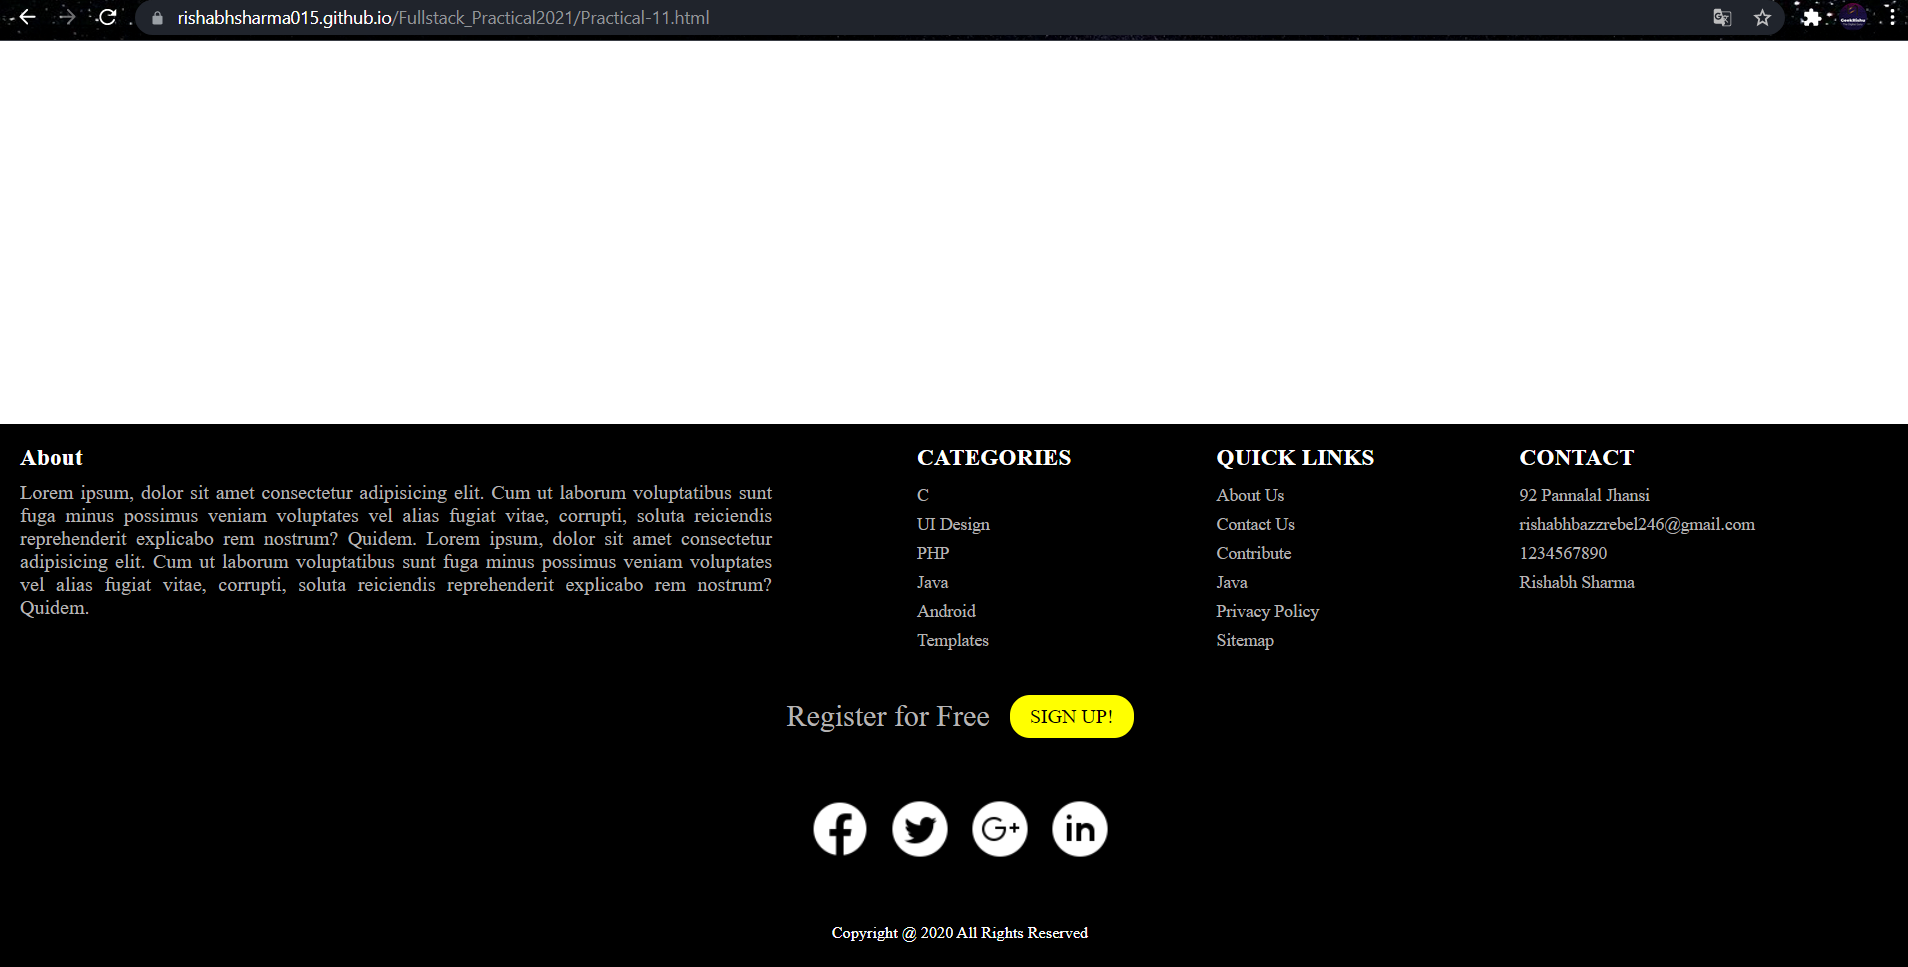 rishabhsharma015.github.io/Fullstack_Practical2021/Practical-11.html
About
Lorem ipsum, dolor sit amet consectetur adipisicing elit. Cum ut laborum voluptatibus sunt
fuga minus possimus veniam voluptates vel alias fugiat vitae, corrupti, soluta reiciendis
reprehenderit explicabo rem nostrum? Quidem. Lorem ipsum, dolor sit amet consectetur
adipisicing elit. Cum ut laborum voluptatibus sunt fuga minus possimus veniam voluptates
vel alias fugiat vitae, corrupti, soluta reiciendis reprehenderit explicabo rem nostrum?
Quidem.
CATEGORIES
C
UI Design
PHP
Java
Android
Templates
QUICK LINKS
About Us
Contact Us
Contribute
Java
Privacy Policy
Sitemap
CONTACT
92 Pannalal Jhansi
rishabhbazzrebel246@gmail.com
1234567890
Rishabh Sharma
Register for Free
SIGN UP!
Copyright @ 2020 All Rights Reserved